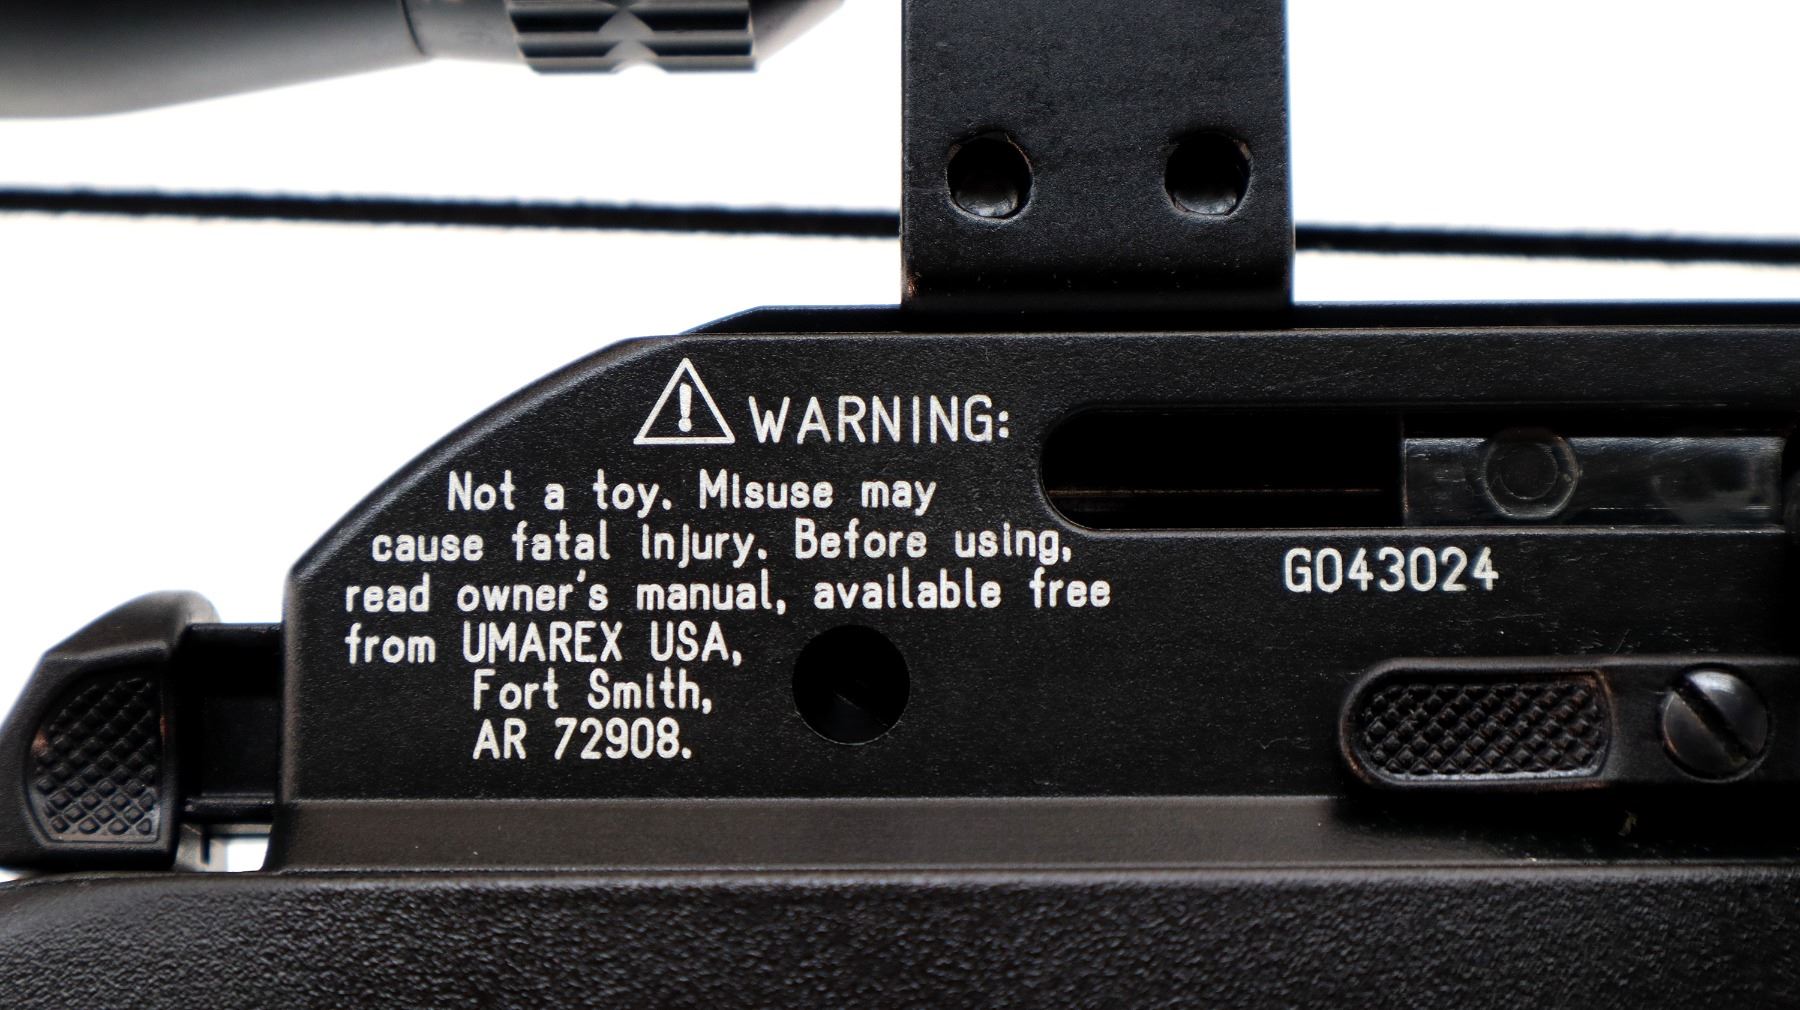 WARNING:
Not a toy. Misuse may
cause fatal injury. Before using,
read owner's manual, available free
from UMAREX USA,
Fort Smith,
AR 72908.
G043024